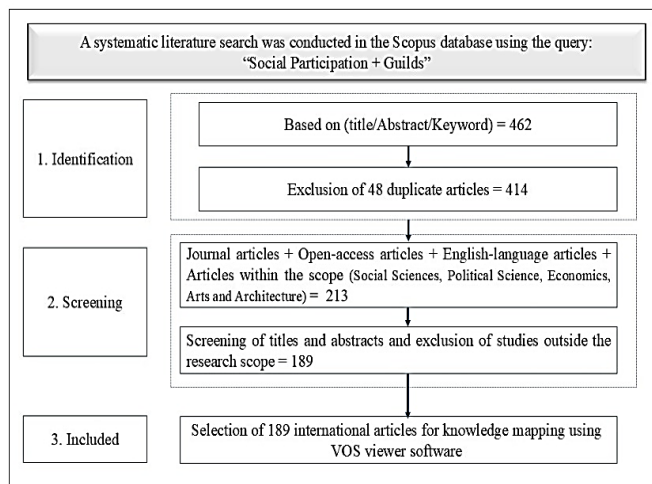 A systematic literature search was conducted in the Scopus database using the query:
“Social Participation + Guilds”
1. Identification
Based on (title/Abstract/Keyword) = 462
Exclusion of 48 duplicate articles = 414
2. Screening
Journal articles + Open-access articles + English-language articles +
Articles within the scope (Social Sciences, Political Science, Economics,
Arts and Architecture) = 213
Screening of titles and abstracts and exclusion of studies outside the
research scope = 189
3. Included
Selection of 189 international articles for knowledge mapping using
VOS viewer software